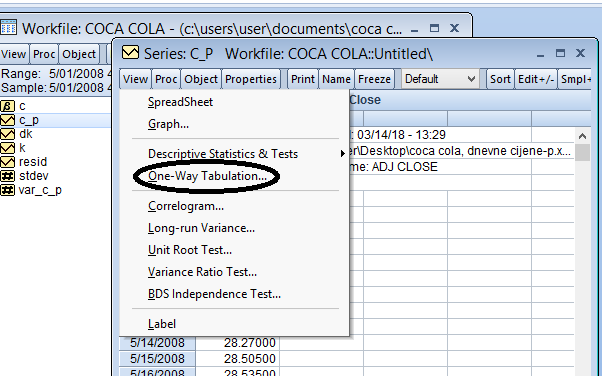 Workfile: COCA COLA - (c:\users\user\documents\coca c...
View Proc Object
Range: 5/01/2008
Sample: 5/01/2008
c
c_p
dk
k
resid
stdev
var_c_p
Series: C_P Workfile: COCA COLA::Untitled\
View Proc Object Properties Print Name Freeze Default Sort Edit+/- Smpl+
Close
SpreadSheet
Graph...
: 03/14/18 - 13:29
Descriptive Statistics & Tests
er\Desktop\coca cola, dnevne cijene-p.x...
One-Way Tabulation...
me: ADJ CLOSE
Correlogram...
Long-run Variance...
Unit Root Test...
Variance Ratio Test...
BDS Independence Test...
Label
5/14/2008 28.27000
5/15/2008 28.50500
5/16/2008 28.53500